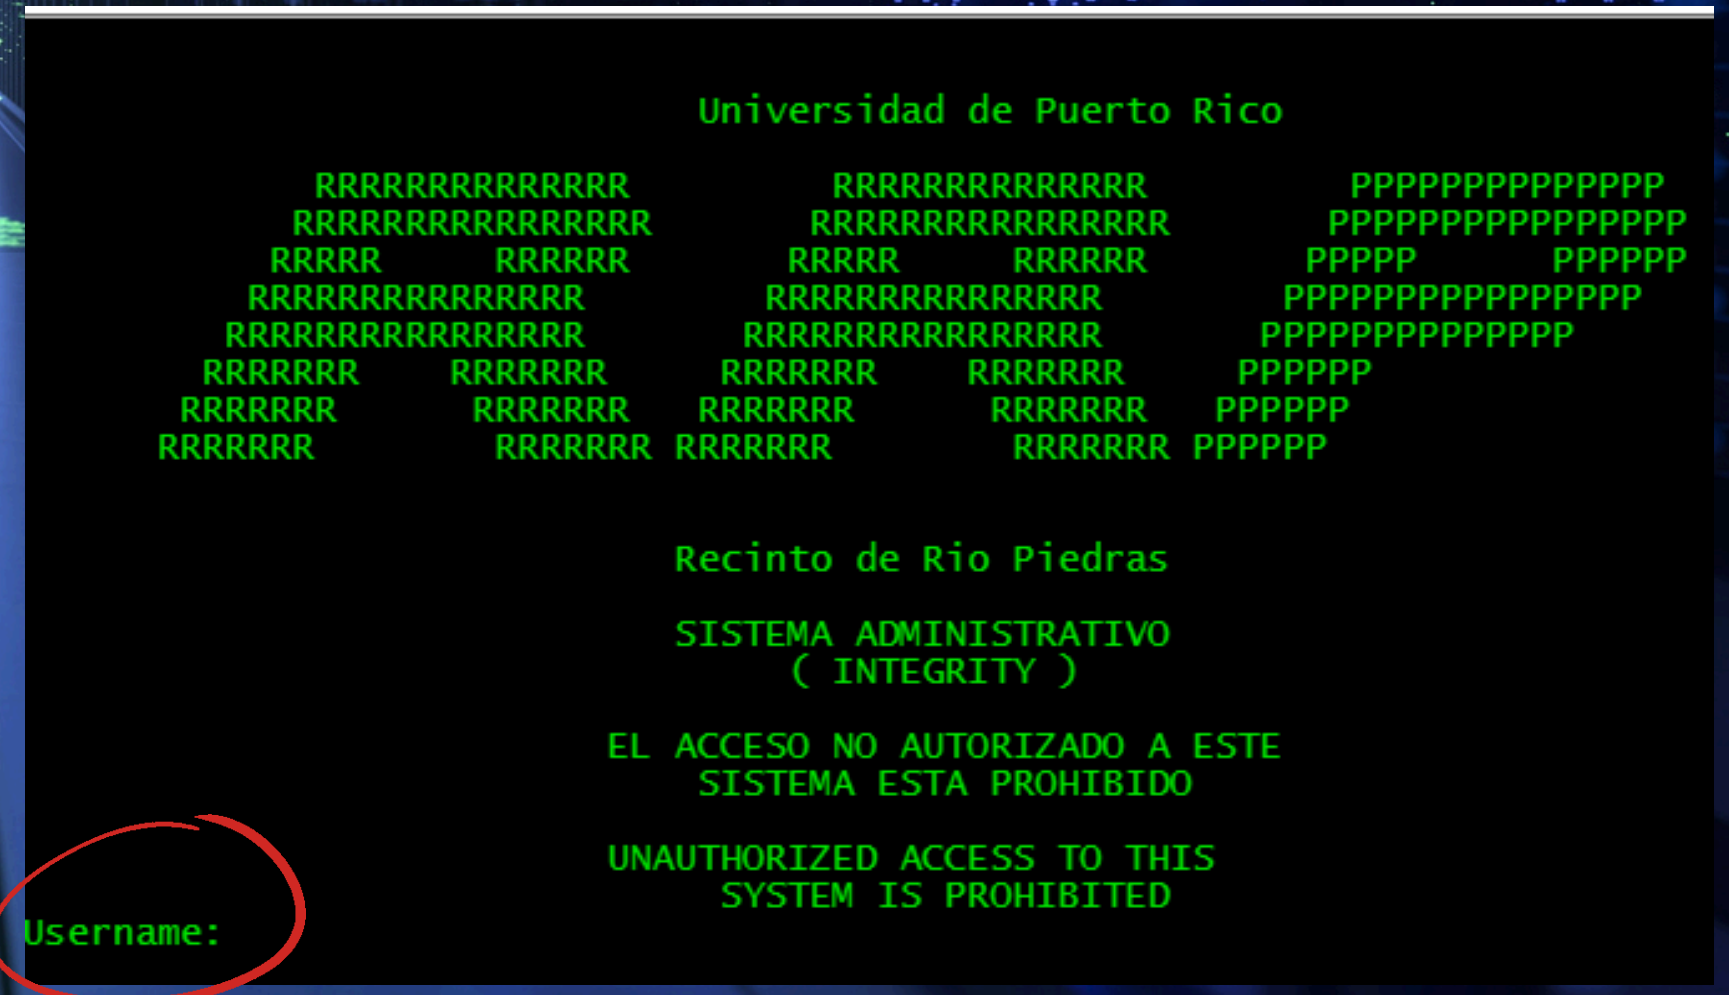 Universidad de Puerto Rico
RRRRRRRRRRRRRR RRRRRRRRRRRRRR PPPPPPPPPPPPPP
RRRRRRRRRRRRRRRR RRRRRRRRRRRRRRRR PPPPPPPPPPPPPPPP
RRRRR RRRRRR RRRRR RRRRRR PPPPP PPPPPP
RRRRRRRRRRRRRRR RRRRRRRRRRRRRRR PPPPPPPPPPPPPPPP
RRRRRRRRRRRRRRRR RRRRRRRRRRRRRRRR PPPPPPPPPPPPPP
RRRRRRR RRRRRRR RRRRRRR RRRRRRR PPPPPP
RRRRRRR RRRRRRR RRRRRRR RRRRRRR PPPPPP
RRRRRRR RRRRRRR RRRRRRR RRRRRRR PPPPPP
Recinto de Rio Piedras
SISTEMA ADMINISTRATIVO
( INTEGRITY )
EL ACCESO NO AUTORIZADO A ESTE
SISTEMA ESTA PROHIBIDO
UNAUTHORIZED ACCESS TO THIS
SYSTEM IS PROHIBITED
Username: